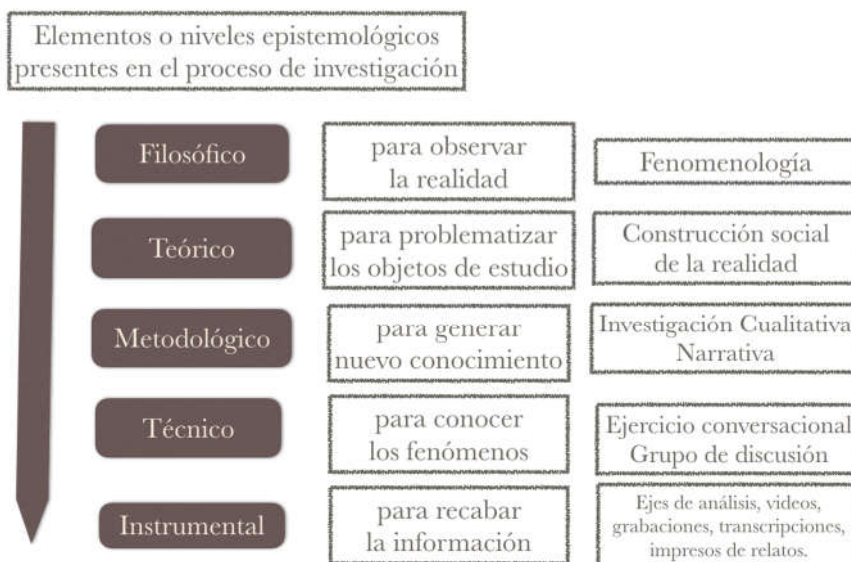 Elementos o niveles epistemológicos
presentes en el proceso de investigación
Filosófico
para observar
la realidad
Fenomenología
Teórico
para problematizar
los objetos de estudio
Construcción social
de la realidad
Metodológico
para generar
nuevo conocimiento
Investigación Cualitativa
Narrativa
Técnico
para conocer
los fenómenos
Ejercicio conversacional
Grupo de discusión
Instrumental
para recabar
la información
Ejes de análisis, videos,
grabaciones, transcripciones,
impresos de relatos.